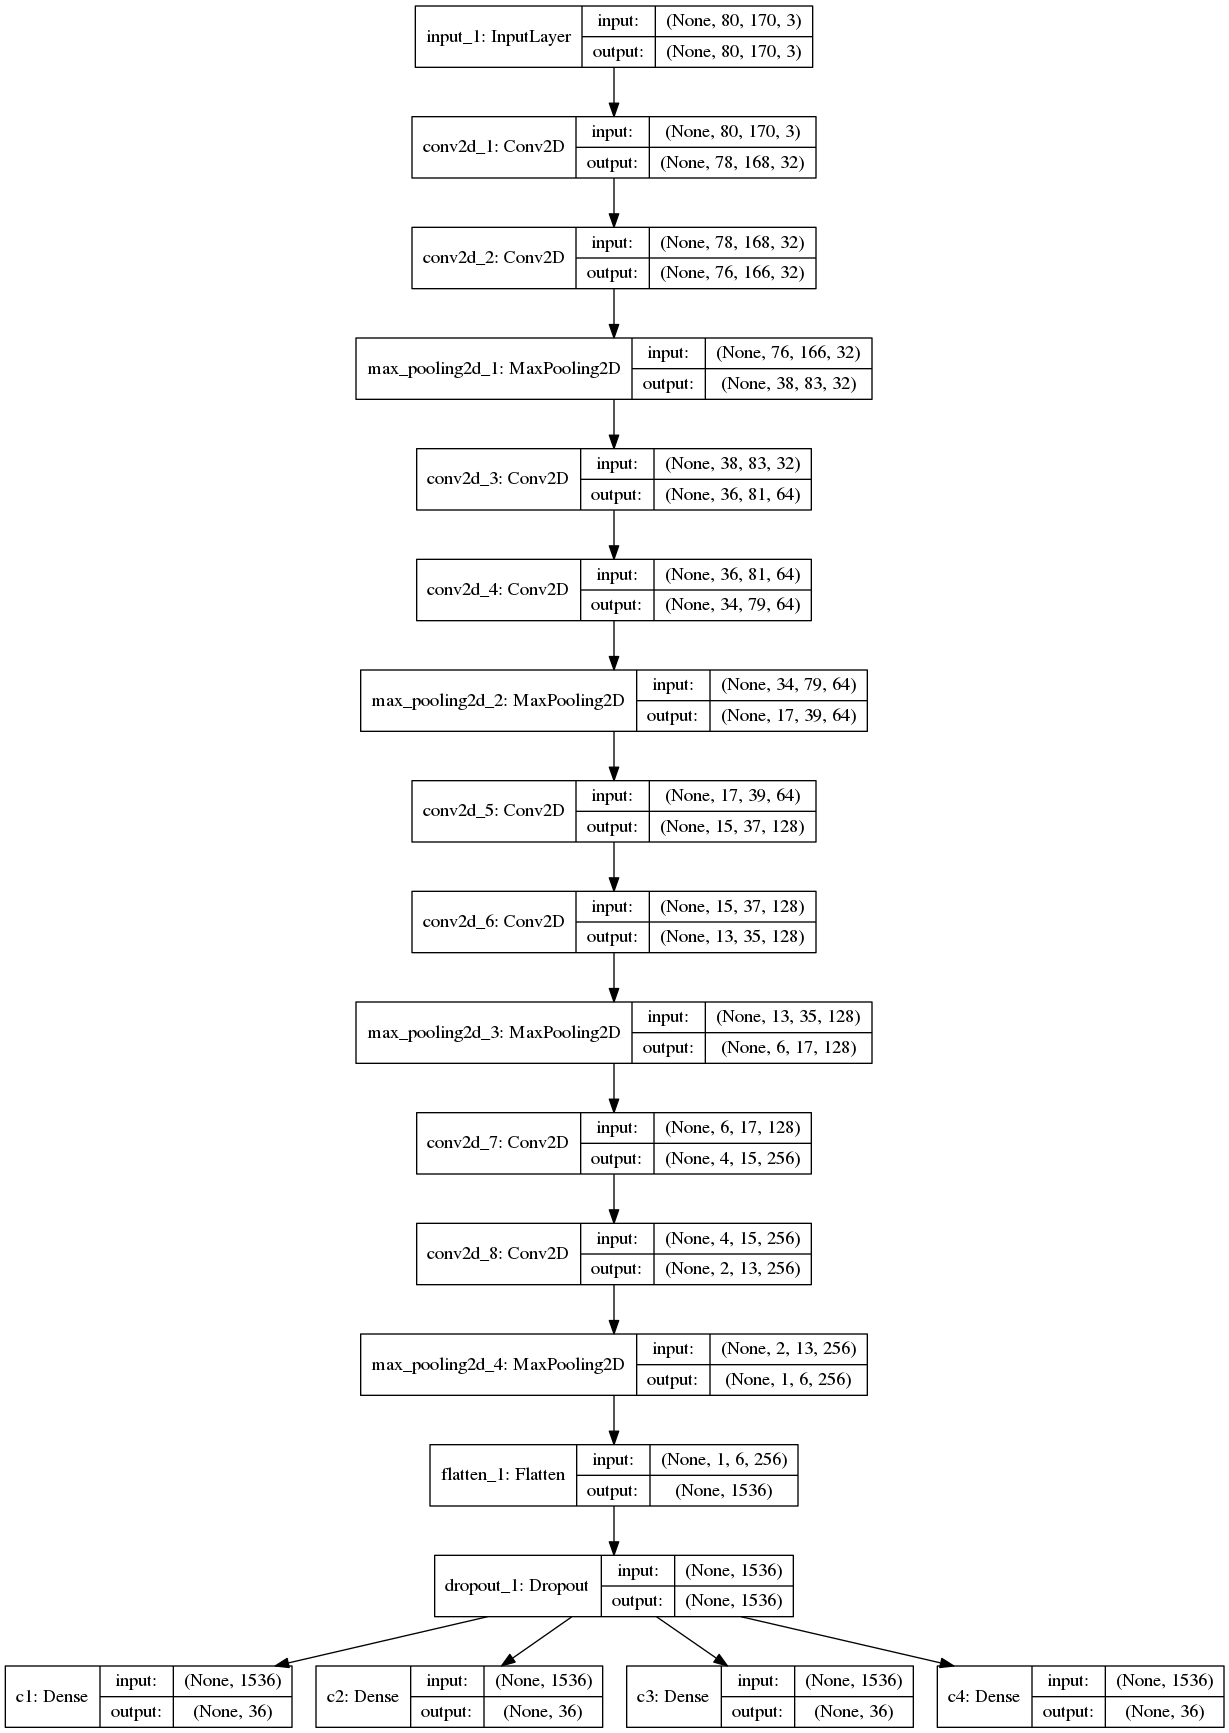 input_1: InputLayer
input: (None, 80, 170, 3)
output: (None, 80, 170, 3)
conv2d_1: Conv2D
input: (None, 80, 170, 3)
output: (None, 78, 168, 32)
conv2d_2: Conv2D
input: (None, 78, 168, 32)
output: (None, 76, 166, 32)
max_pooling2d_1: MaxPooling2D
input: (None, 76, 166, 32)
output: (None, 38, 83, 32)
conv2d_3: Conv2D
input: (None, 38, 83, 32)
output: (None, 36, 81, 64)
conv2d_4: Conv2D
input: (None, 36, 81, 64)
output: (None, 34, 79, 64)
max_pooling2d_2: MaxPooling2D
input: (None, 34, 79, 64)
output: (None, 17, 39, 64)
conv2d_5: Conv2D
input: (None, 17, 39, 64)
output: (None, 15, 37, 128)
conv2d_6: Conv2D
input: (None, 15, 37, 128)
output: (None, 13, 35, 128)
max_pooling2d_3: MaxPooling2D
input: (None, 13, 35, 128)
output: (None, 6, 17, 128)
conv2d_7: Conv2D
input: (None, 6, 17, 128)
output: (None, 4, 15, 256)
conv2d_8: Conv2D
input: (None, 4, 15, 256)
output: (None, 2, 13, 256)
max_pooling2d_4: MaxPooling2D
input: (None, 2, 13, 256)
output: (None, 1, 6, 256)
flatten_1: Flatten
input: (None, 1, 6, 256)
output: (None, 1536)
dropout_1: Dropout
input: (None, 1536)
output: (None, 1536)
c1: Dense
input: (None, 1536)
output: (None, 36)
c2: Dense
input: (None, 1536)
output: (None, 36)
c3: Dense
input: (None, 1536)
output: (None, 36)
c4: Dense
input: (None, 1536)
output: (None, 36)